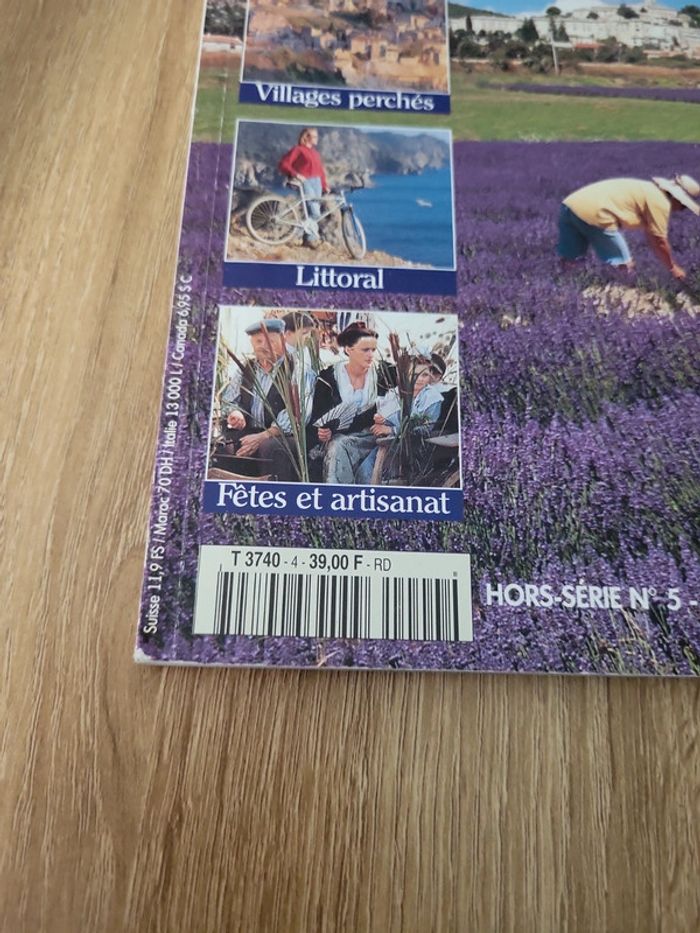 Villages perchés
Littoral
Fêtes et artisanat
Suisse 11,9 FS / Maroc 70 DH / Italie 13 000 L / Canada 6,95 $ C
T 3740 - 4 - 39,00 F - RD
HORS-SÉRIE N° 5